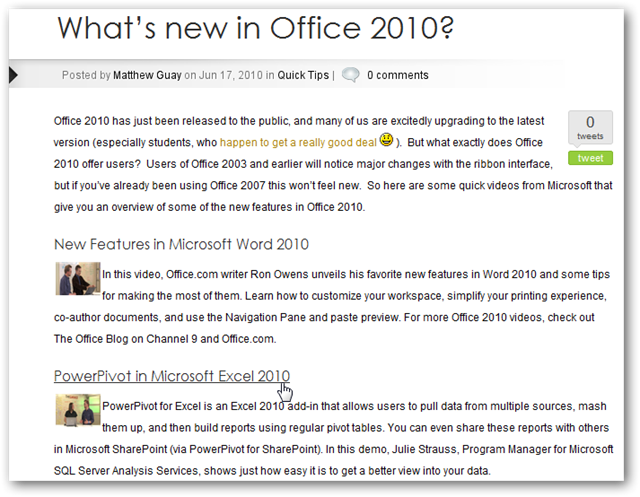 What's new in Office 2010?
Posted by Matthew Guay on Jun 17, 2010 in Quick Tips | 0 comments
Office 2010 has just been released to the public, and many of us are excitedly upgrading to the latest
version (especially students, who happen to get a really good deal ). But what exactly does Office
2010 offer users? Users of Office 2003 and earlier will notice major changes with the ribbon interface,
but if you've already been using Office 2007 this won't feel new. So here are some quick videos from Microsoft that
give you an overview of some of the new features in Office 2010.
0
tweets
tweet
New Features in Microsoft Word 2010
In this video, Office.com writer Ron Owens unveils his favorite new features in Word 2010 and some tips
for making the most of them. Learn how to customize your workspace, simplify your printing experience,
co-author documents, and use the Navigation Pane and paste preview. For more Office 2010 videos, check out
The Office Blog on Channel 9 and Office.com.
PowerPivot in Microsoft Excel 2010
PowerPivot for Excel is an Excel 2010 add-in that allows users to pull data from multiple sources, mash
them up, and then build reports using regular pivot tables. You can even share these reports with others
in Microsoft SharePoint (via PowerPivot for SharePoint). In this demo, Julie Strauss, Program Manager for Microsoft
SQL Server Analysis Services, shows just how easy it is to get a better view into your data.